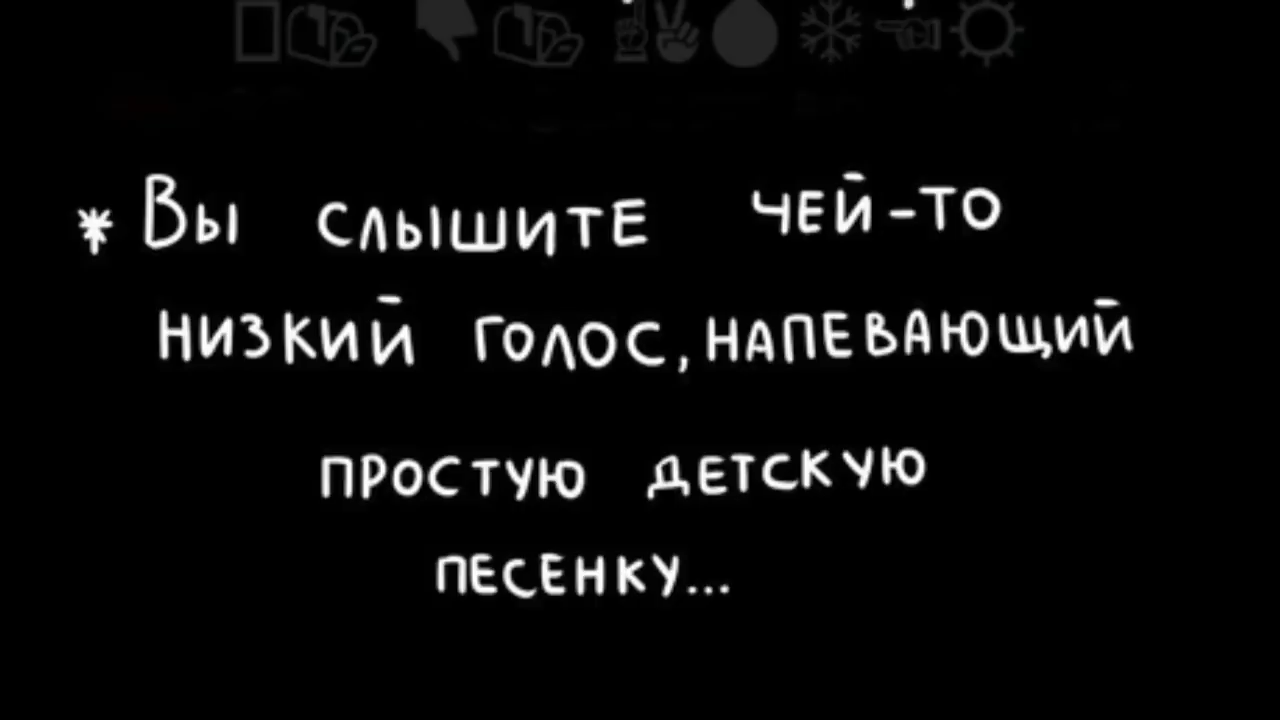 * Вы слышите чей-то
низкий голос, напевающий
простую детскую
песенку...